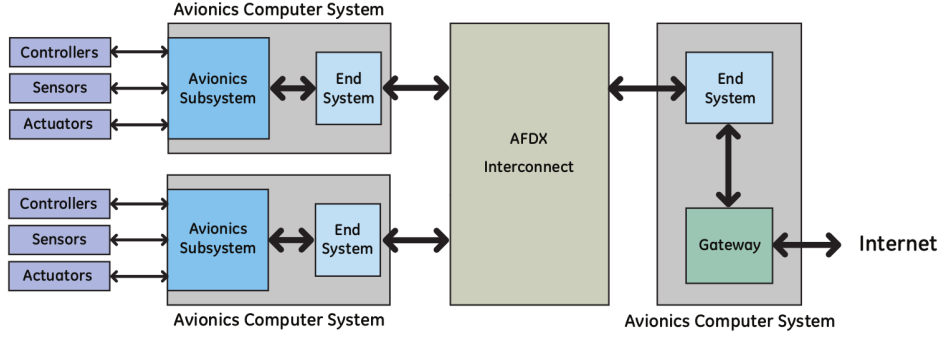 Avionics Computer System
Controllers
Sensors
Actuators
Avionics
Subsystem
End
System
Controllers
Sensors
Actuators
Avionics
Subsystem
End
System
Avionics Computer System
AFDX
Interconnect
End
System
Gateway
Internet
Avionics Computer System